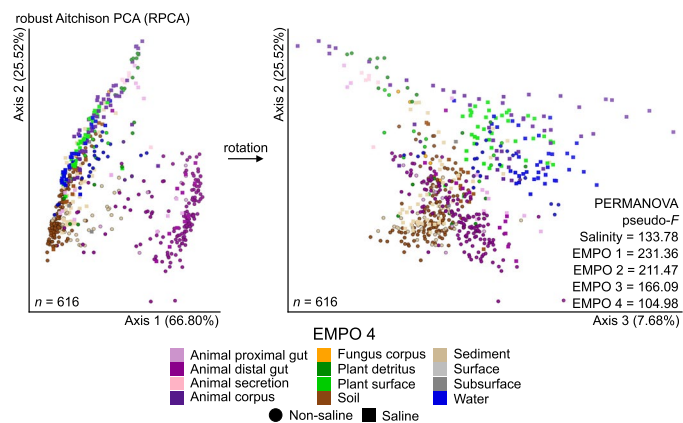 robust Aitchison PCA (RPCA)
Axis 2 (25.52%)
n = 616
Axis 1 (66.80%)
rotation
Axis 2 (25.52%)
n = 616
PERMANOVA
pseudo-F
Salinity = 133.78
EMPO 1 = 231.36
EMPO 2 = 211.47
EMPO 3 = 166.09
EMPO 4 = 104.98
Axis 3 (7.68%)
EMPO 4
Animal proximal gut
Animal distal gut
Animal secretion
Animal corpus
Fungus corpus
Plant detritus
Plant surface
Soil
Sediment
Surface
Subsurface
Water
Non-saline
Saline